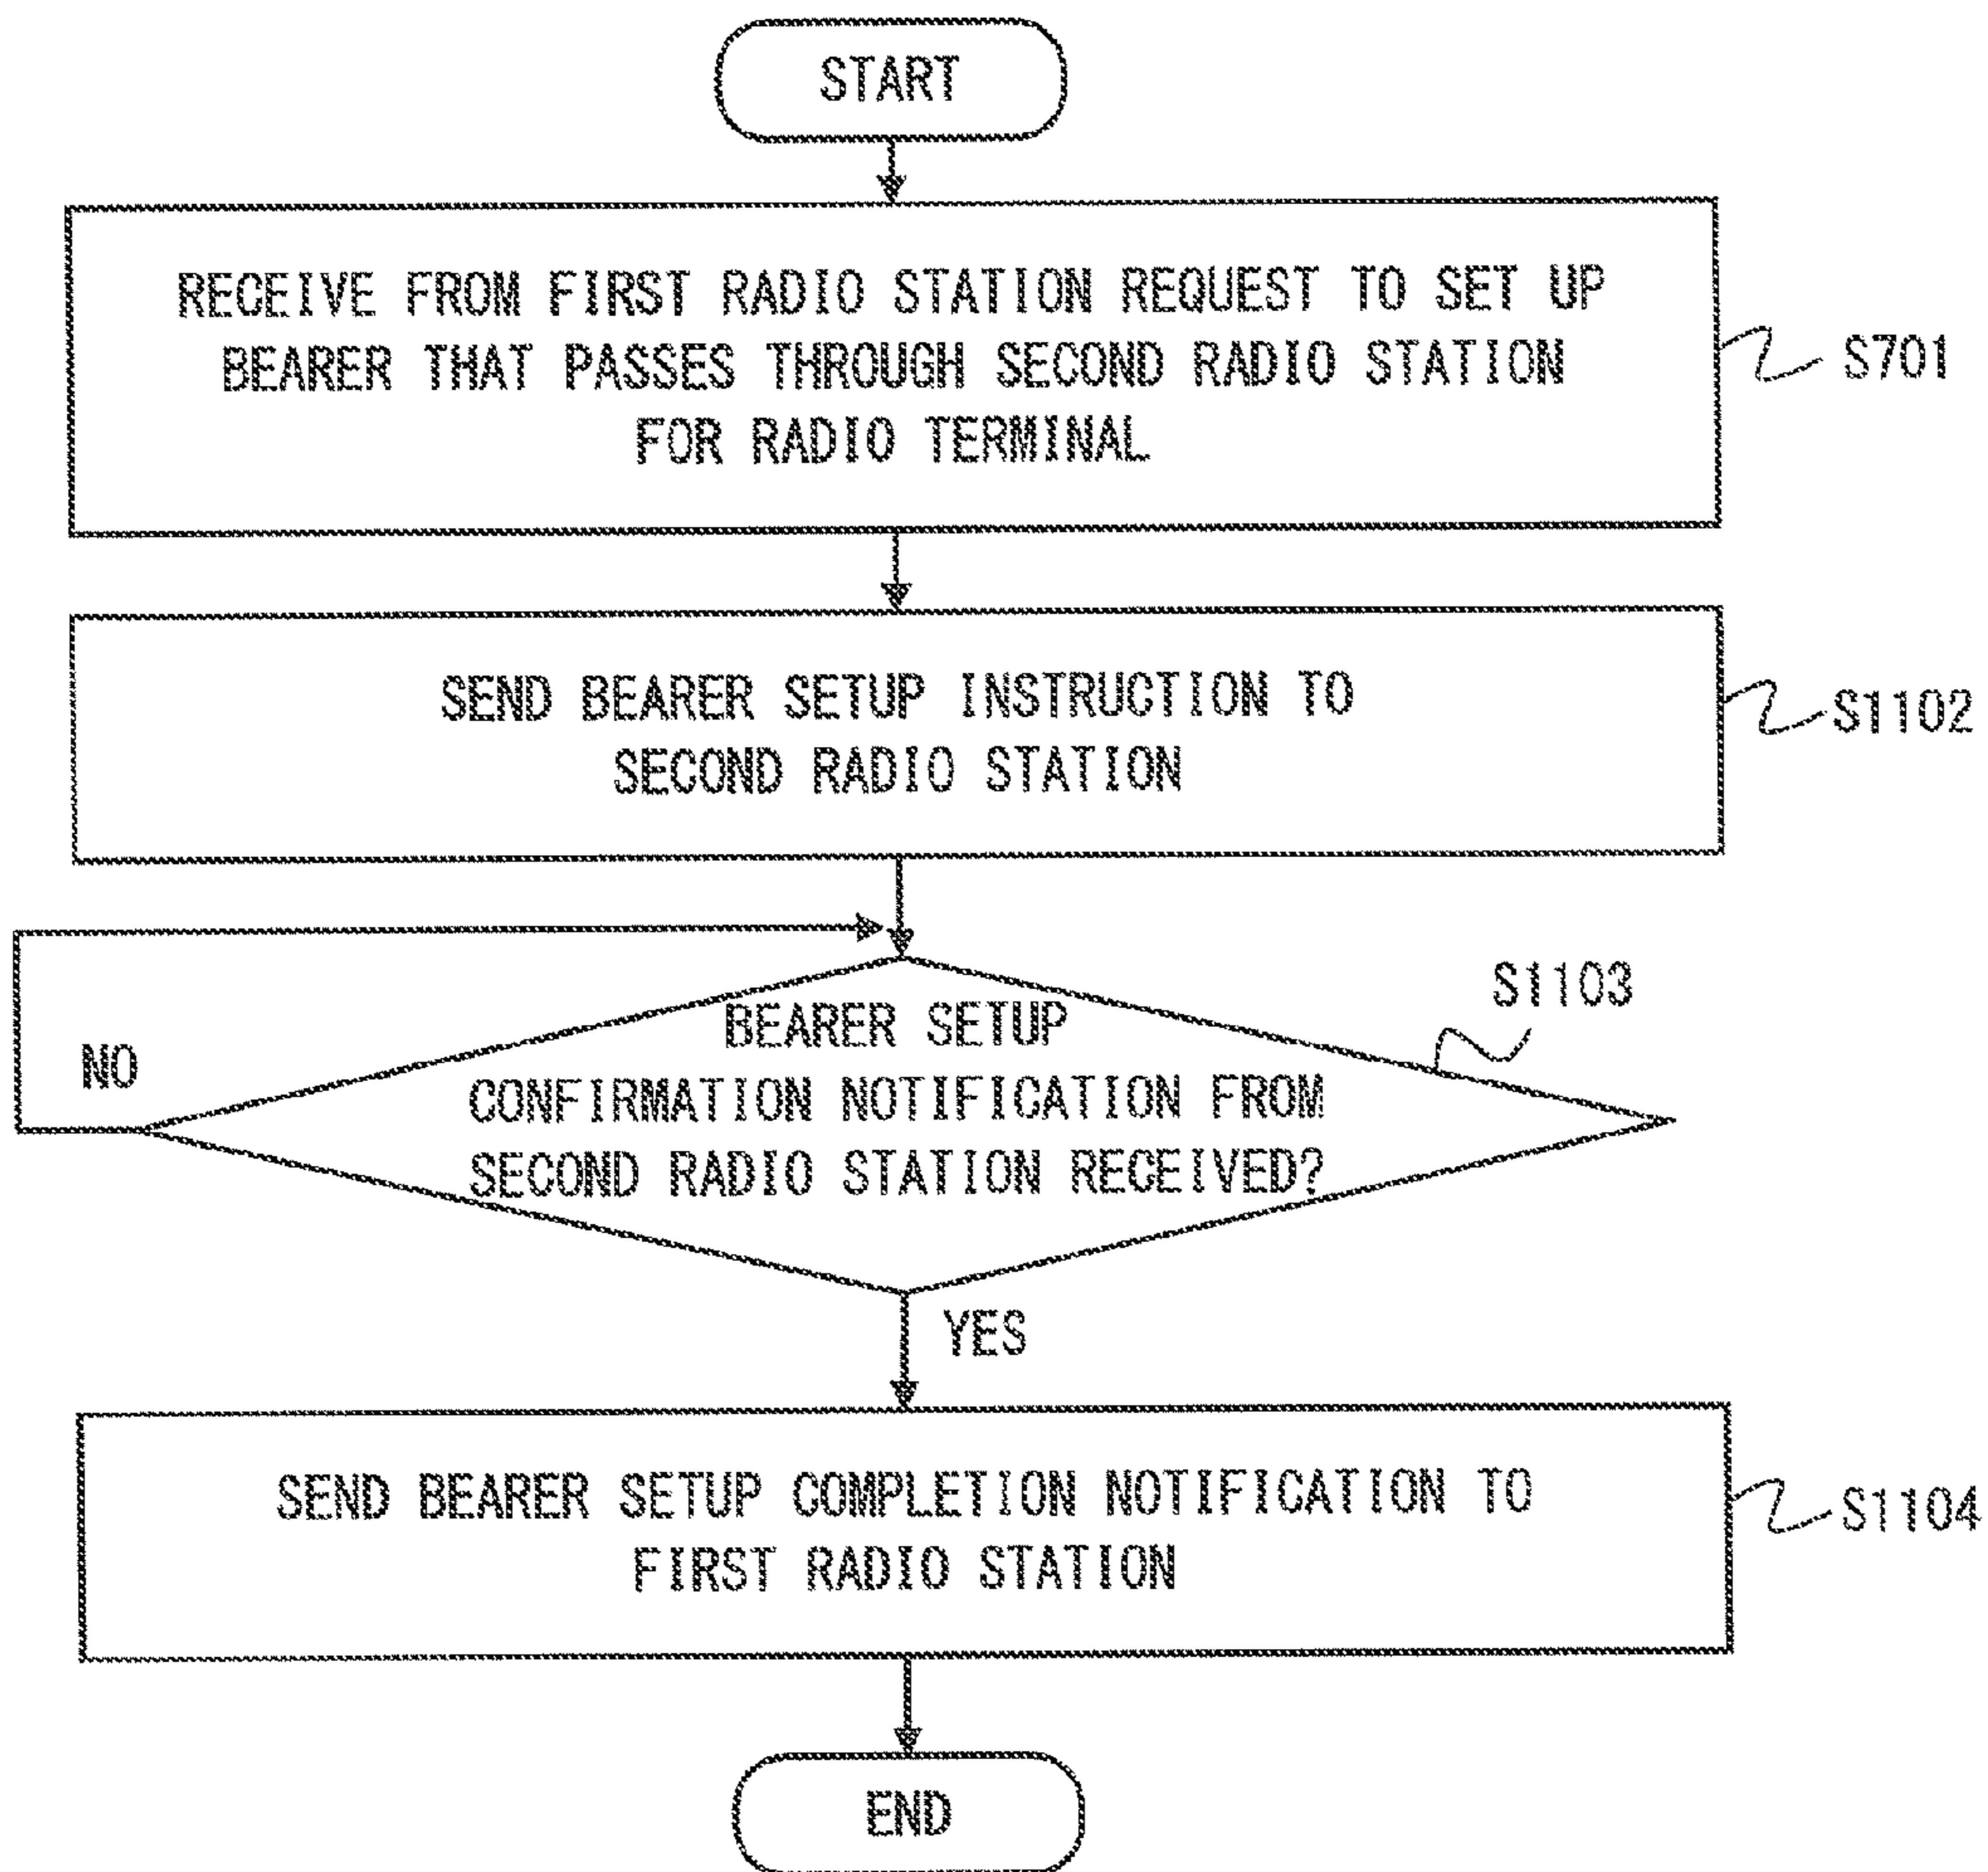 START
RECEIVE FROM FIRST RADIO STATION REQUEST TO SET UP
BEARER THAT PASSES THROUGH SECOND RADIO STATION
FOR RADIO TERMINAL
S701
SEND BEARER SETUP INSTRUCTION TO
SECOND RADIO STATION
S1102
S1103
BEARER SETUP
CONFIRMATION NOTIFICATION FROM
SECOND RADIO STATION RECEIVED?
NO
YES
SEND BEARER SETUP COMPLETION NOTIFICATION TO
FIRST RADIO STATION
S1104
END